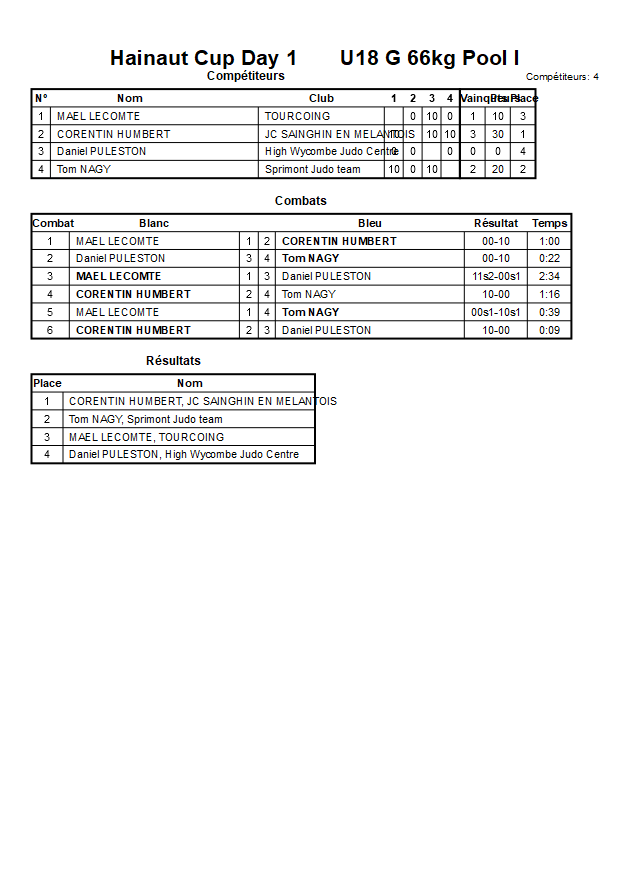 Hainaut Cup Day 1 U18 G 66kg Pool I
Compétiteurs Compétiteurs: 4
N° Nom Club 1 2 3 4 Vainqueurs Pts Place
1 MAEL LECOMTE TOURCOING 0 10 0 1 10 3
2 CORENTIN HUMBERT JC SAINGHIN EN MELANTOIS 10 10 10 3 30 1
3 Daniel PULESTON High Wycombe Judo Centre 0 0 0 0 0 4
4 Tom NAGY Sprimont Judo team 10 0 10 2 20 2
Combats
Combat Blanc Bleu Résultat Temps
1 MAEL LECOMTE 1 2 CORENTIN HUMBERT 00-10 1:00
2 Daniel PULESTON 3 4 Tom NAGY 00-10 0:22
3 MAEL LECOMTE 1 3 Daniel PULESTON 11s2-00s1 2:34
4 CORENTIN HUMBERT 2 4 Tom NAGY 10-00 1:16
5 MAEL LECOMTE 1 4 Tom NAGY 00s1-10s1 0:39
6 CORENTIN HUMBERT 2 3 Daniel PULESTON 10-00 0:09
Résultats
Place Nom
1 CORENTIN HUMBERT, JC SAINGHIN EN MELANTOIS
2 Tom NAGY, Sprimont Judo team
3 MAEL LECOMTE, TOURCOING
4 Daniel PULESTON, High Wycombe Judo Centre